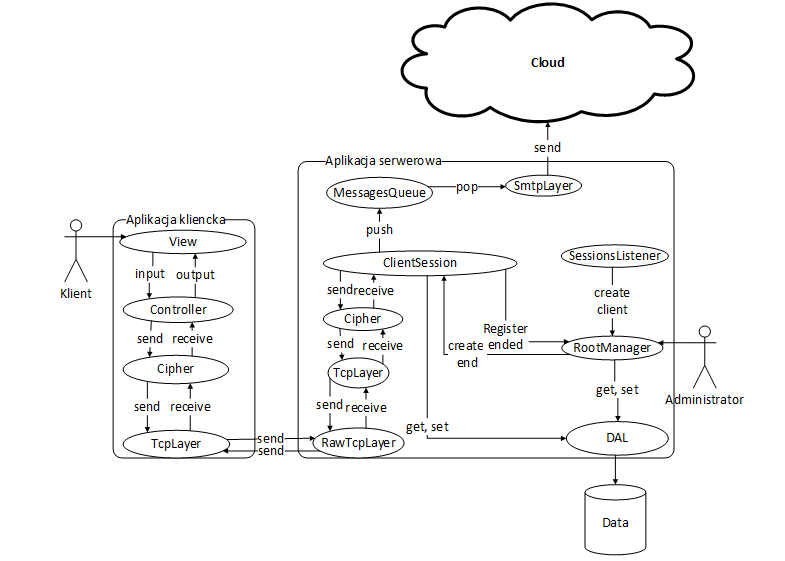 Cloud
send
Aplikacja serwerowa
MessagesQueue
pop
SmtpLayer
push
Aplikacja kliencka
View
Klient
input
output
Controller
send
receive
Cipher
send
receive
TcpLayer
send
send
ClientSession
send
receive
Cipher
send
receive
TcpLayer
send
receive
RawTcpLayer
get, set
Register
ended
create
end
SessionsListener
create
client
RootManager
Administrator
get, set
DAL
Data